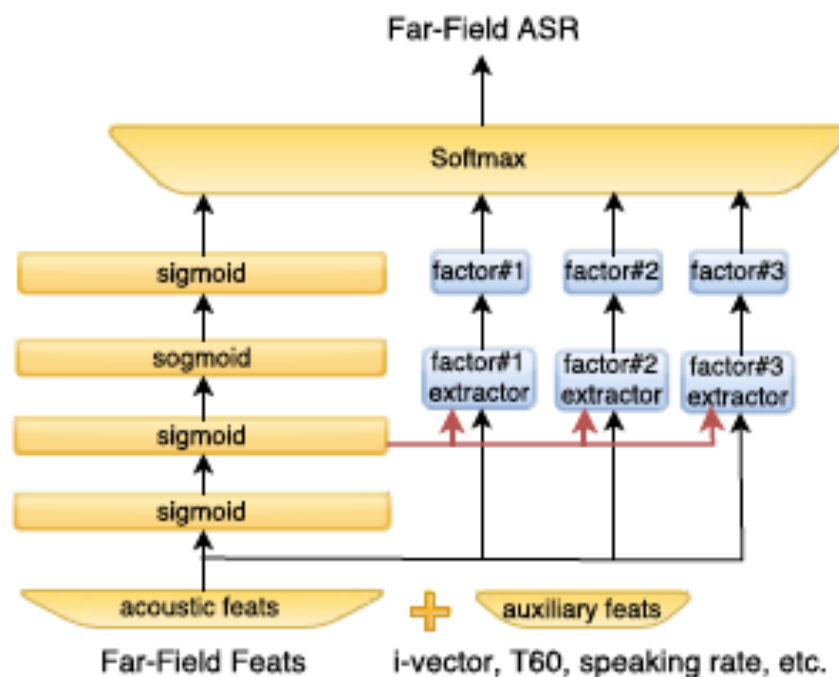 Far-Field ASR
Softmax
sigmoid
factor#1
factor#2
factor#3
sogmoid
factor#1
extractor
factor#2
extractor
factor#3
extractor
sigmoid
sigmoid
acoustic feats
+
auxiliary feats
Far-Field Feats
i-vector, T60, speaking rate, etc.